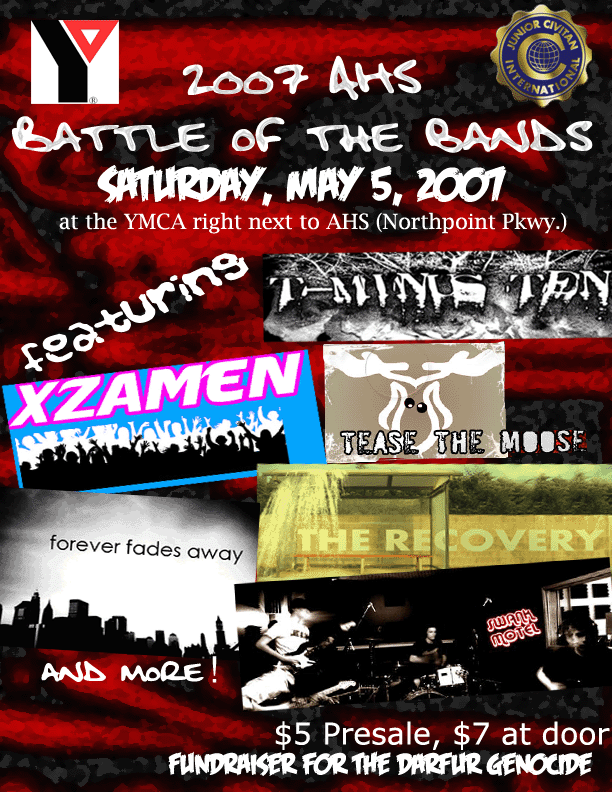 JUNIOR CIVITAN
INTERNATIONAL
®
2007 AHS
BATTLE OF THE BANDS
SATURDAY, MAY 5, 2007
at the YMCA right next to AHS (Northpoint Pkwy.)
featuring
T-MINUS TEN
XZAMEN
TEASE THE MOOSE
THE RECOVERY
forever fades away
SWANK
MOTEL
AND MORE!
$5 Presale, $7 at door
FUNDRAISER FOR THE DARFUR GENOCIDE